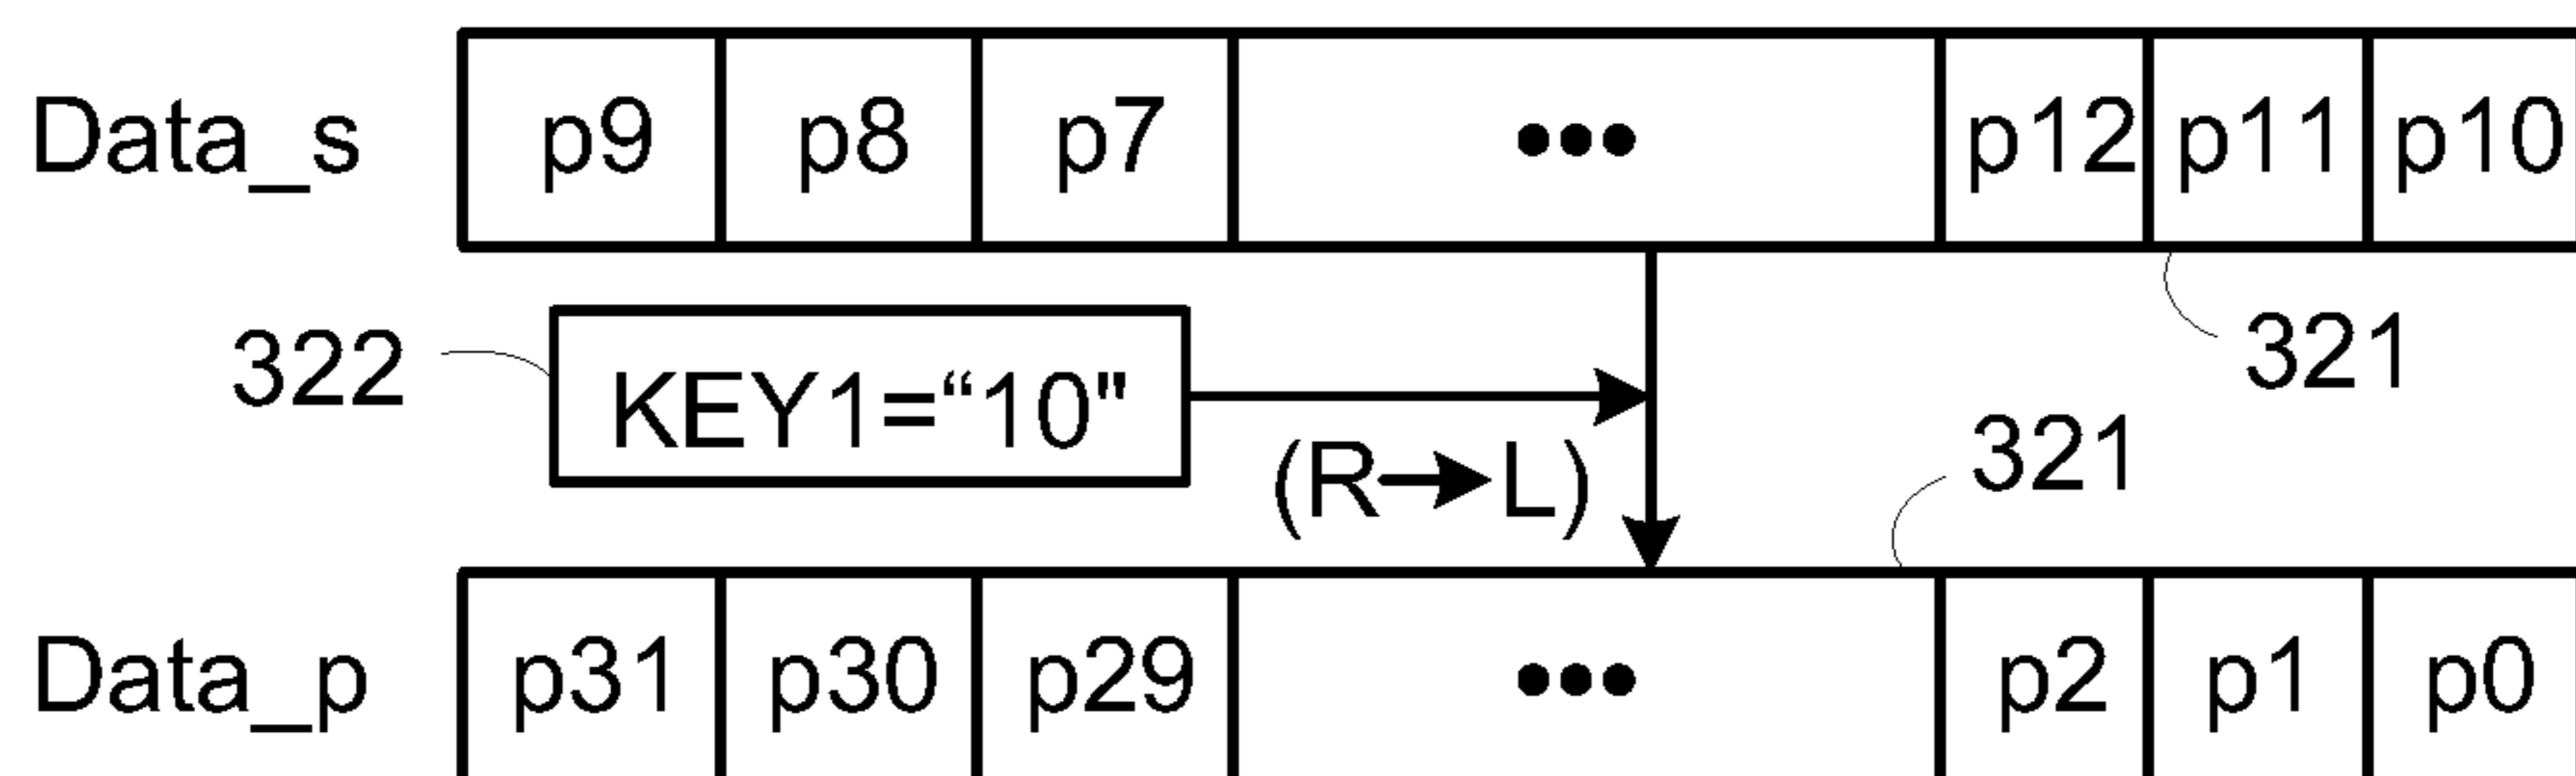 Data_s p9 p8 p7 ••• p12 p11 p10
322 KEY1=“10" 321
(R→L) 321
Data_p p31 p30 p29 ••• p2 p1 p0